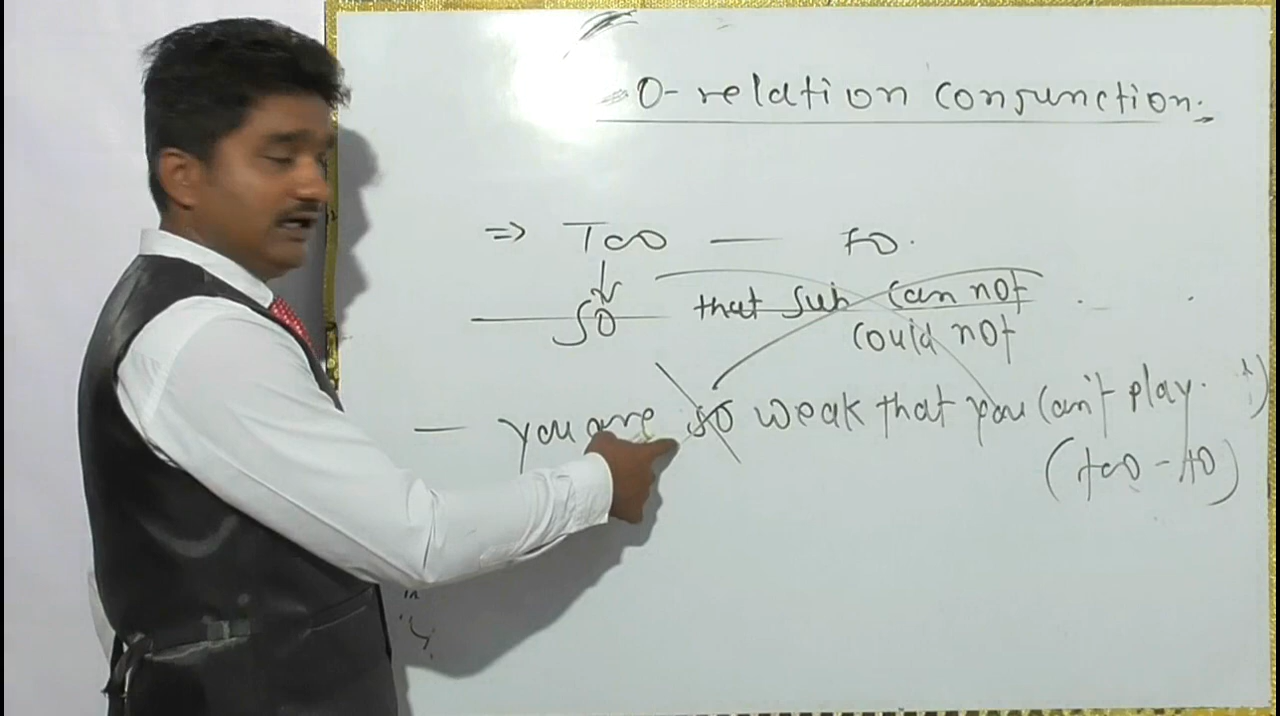 O-relation conjunction.
⇒ Too — to.
so that sub can not
could not
— you are so weak that you can't play.
(too - to)